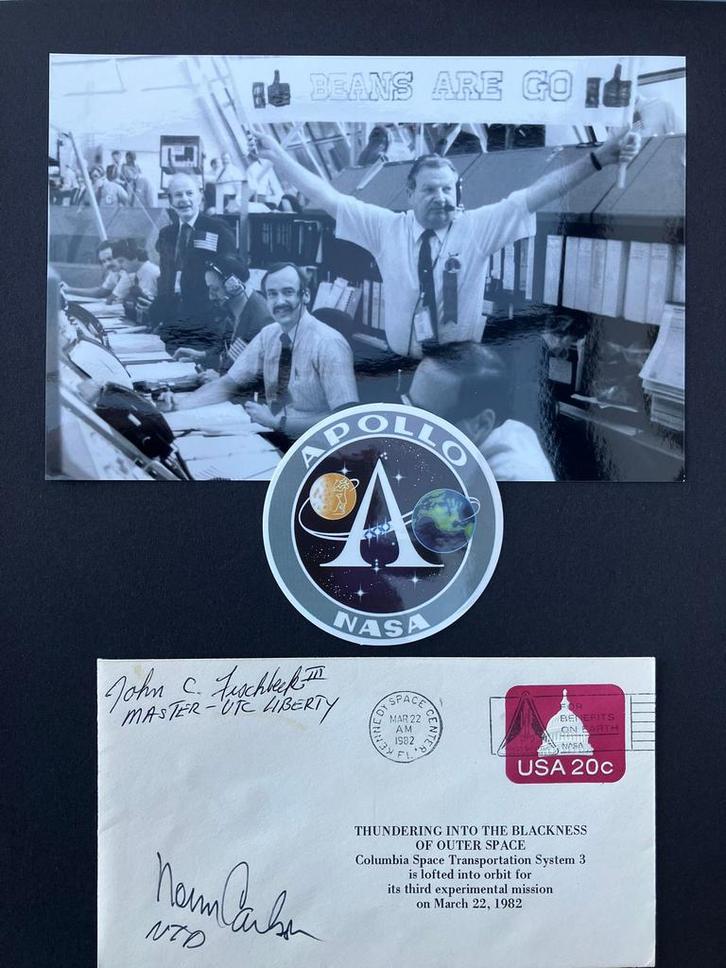 BEANS ARE GO
APOLLO
NASA
John C. Fischbeck III
MASTER - UTC LIBERTY
KENNEDY SPACE CENTER, FL
MAR 22
AM
1982
FOR
BENEFITS
ON EARTH
NASA
USA 20c
THUNDERING INTO THE BLACKNESS
OF OUTER SPACE
Columbia Space Transportation System 3
is lofted into orbit for
its third experimental mission
on March 22, 1982
Norm Carlson
NTD